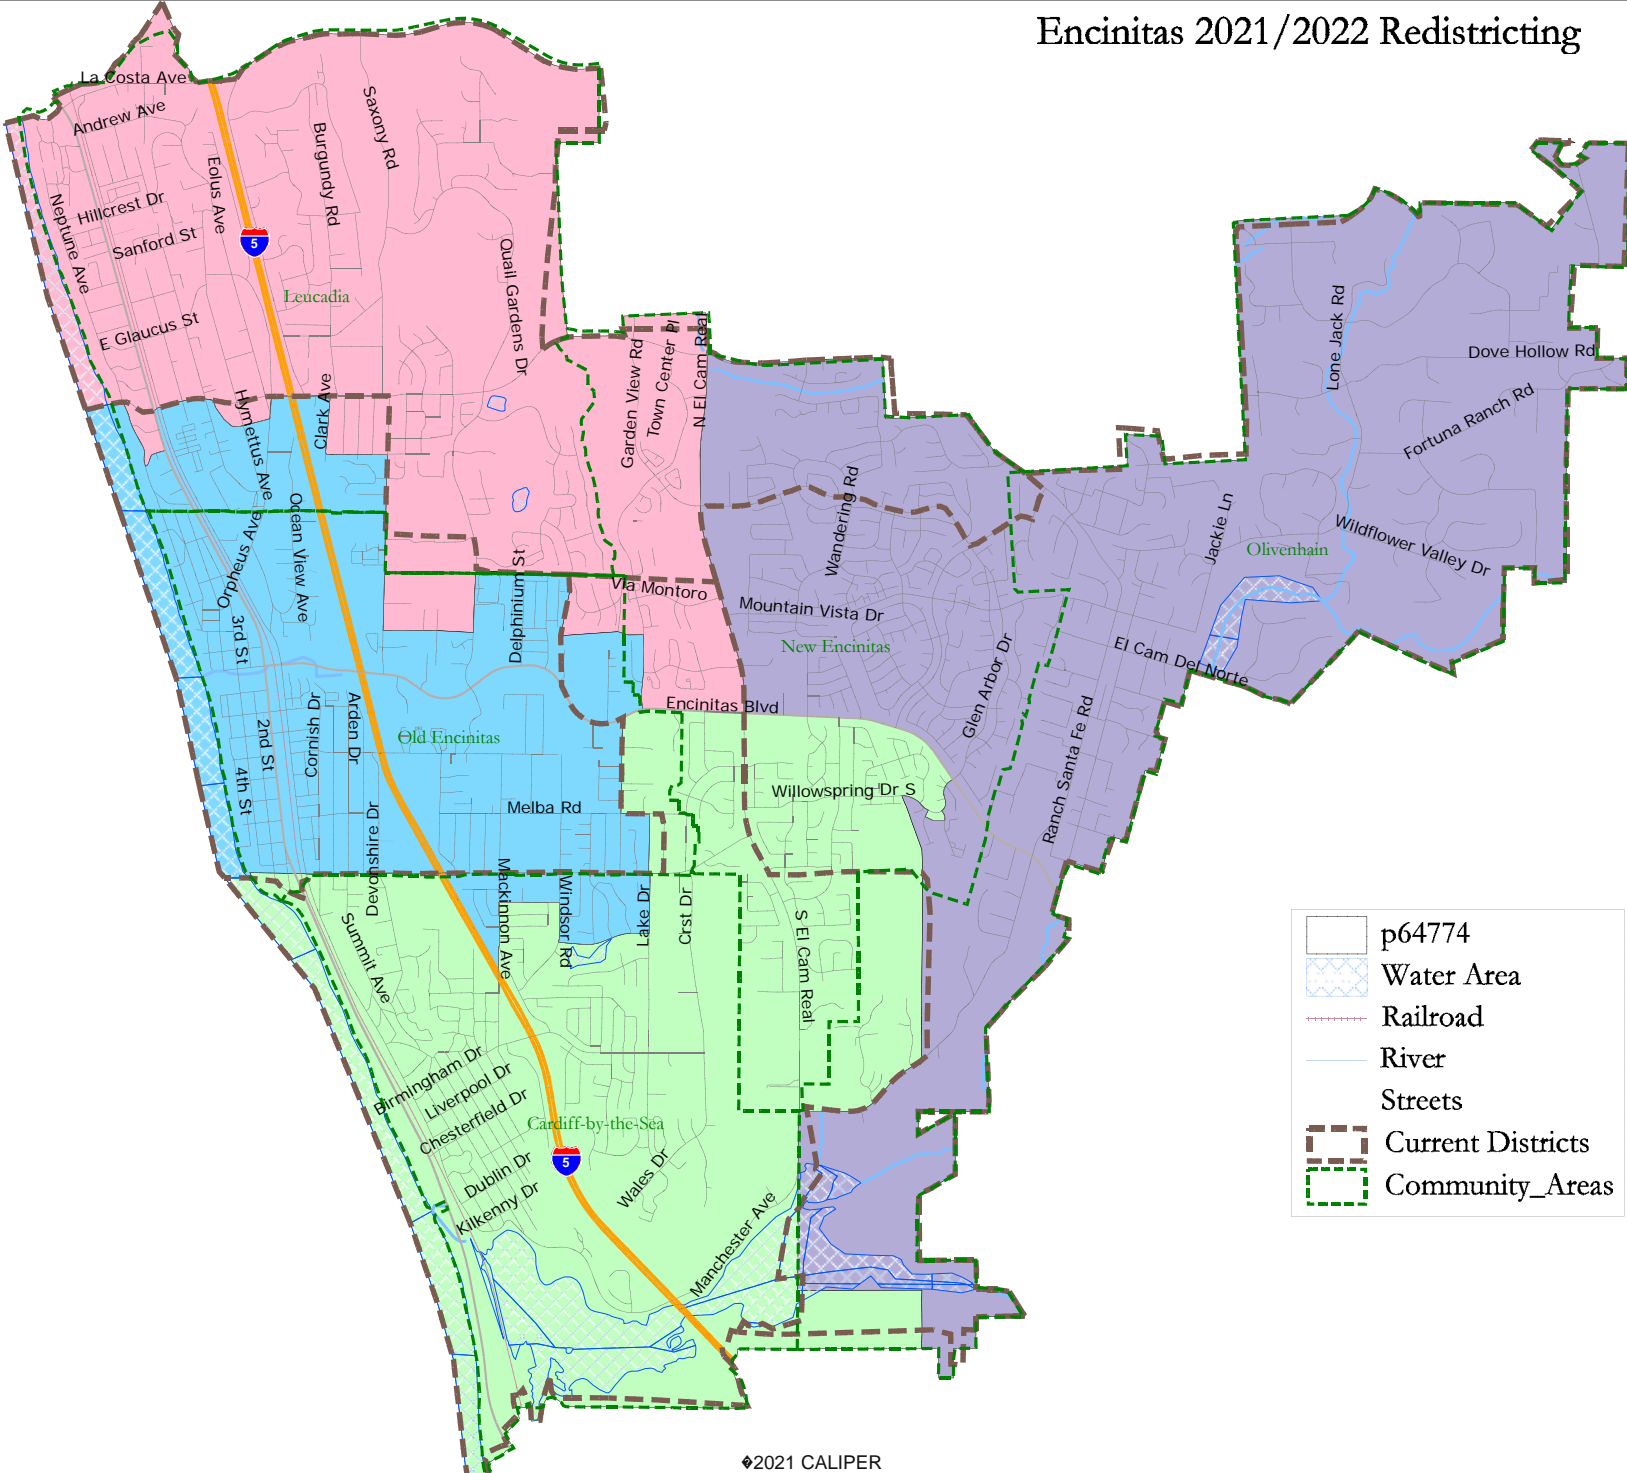 Encinitas 2021/2022 Redistricting
La Costa Ave
Andrew Ave
Saxony Rd
Burgundy Rd
Eolus Ave
Neptune Ave
Hillcrest Dr
Sanford St
5
Quail Gardens Dr
Leucadia
E Glaucus St
Garden View Rd
Town Center Pl
N El Cam Real
Lone Jack Rd
Dove Hollow Rd
Fortuna Ranch Rd
Hymettus Ave
Clark Ave
Wandering Rd
Jackie Ln
Wildflower Valley Dr
Olivenhain
Orpheus Ave
Ocean View Ave
Delphinium St
Via Montoro
Mountain Vista Dr
New Encinitas
3rd St
Glen Arbor Dr
El Cam Del Norte
Encinitas Blvd
2nd St
Cornish Dr
Arden Dr
Old Encinitas
Ranch Santa Fe Rd
4th St
Melba Rd
Willowspring Dr S
Devonshire Dr
Mackinnon Ave
Windsor Rd
Lake Dr
Crst Dr
S El Cam Real
Summit Ave
Birmingham Dr
Liverpool Dr
Chesterfield Dr
Cardiff-by-the-Sea
5
Dublin Dr
Kilkenny Dr
Wales Dr
Manchester Ave
p64774
Water Area
Railroad
River
Streets
Current Districts
Community_Areas
�2021 CALIPER